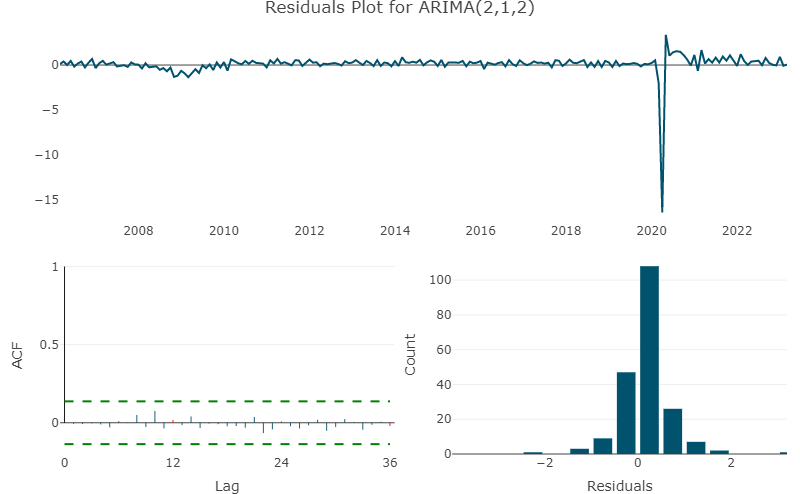 Residuals Plot for ARIMA(2,1,2)
0
−5
−10
−15
2008 2010 2012 2014 2016 2018 2020 2022
1
0.5
0
ACF
0 12 24 36
Lag
100
80
60
40
20
0
Count
−2 0 2
Residuals